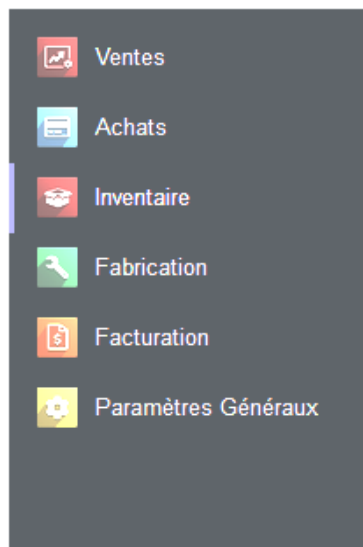 Ventes
Achats
Inventaire
Fabrication
Facturation
Paramètres Généraux